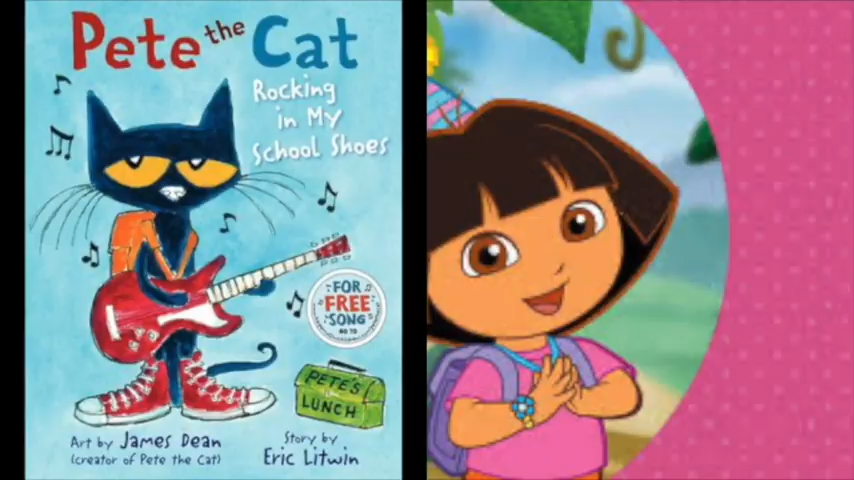 Pete the Cat
Rocking
in My
School Shoes
FOR
FREE
SONG
GO TO
PETE'S
LUNCH
Art by James Dean
(creator of Pete the Cat)
Story by
Eric Litwin